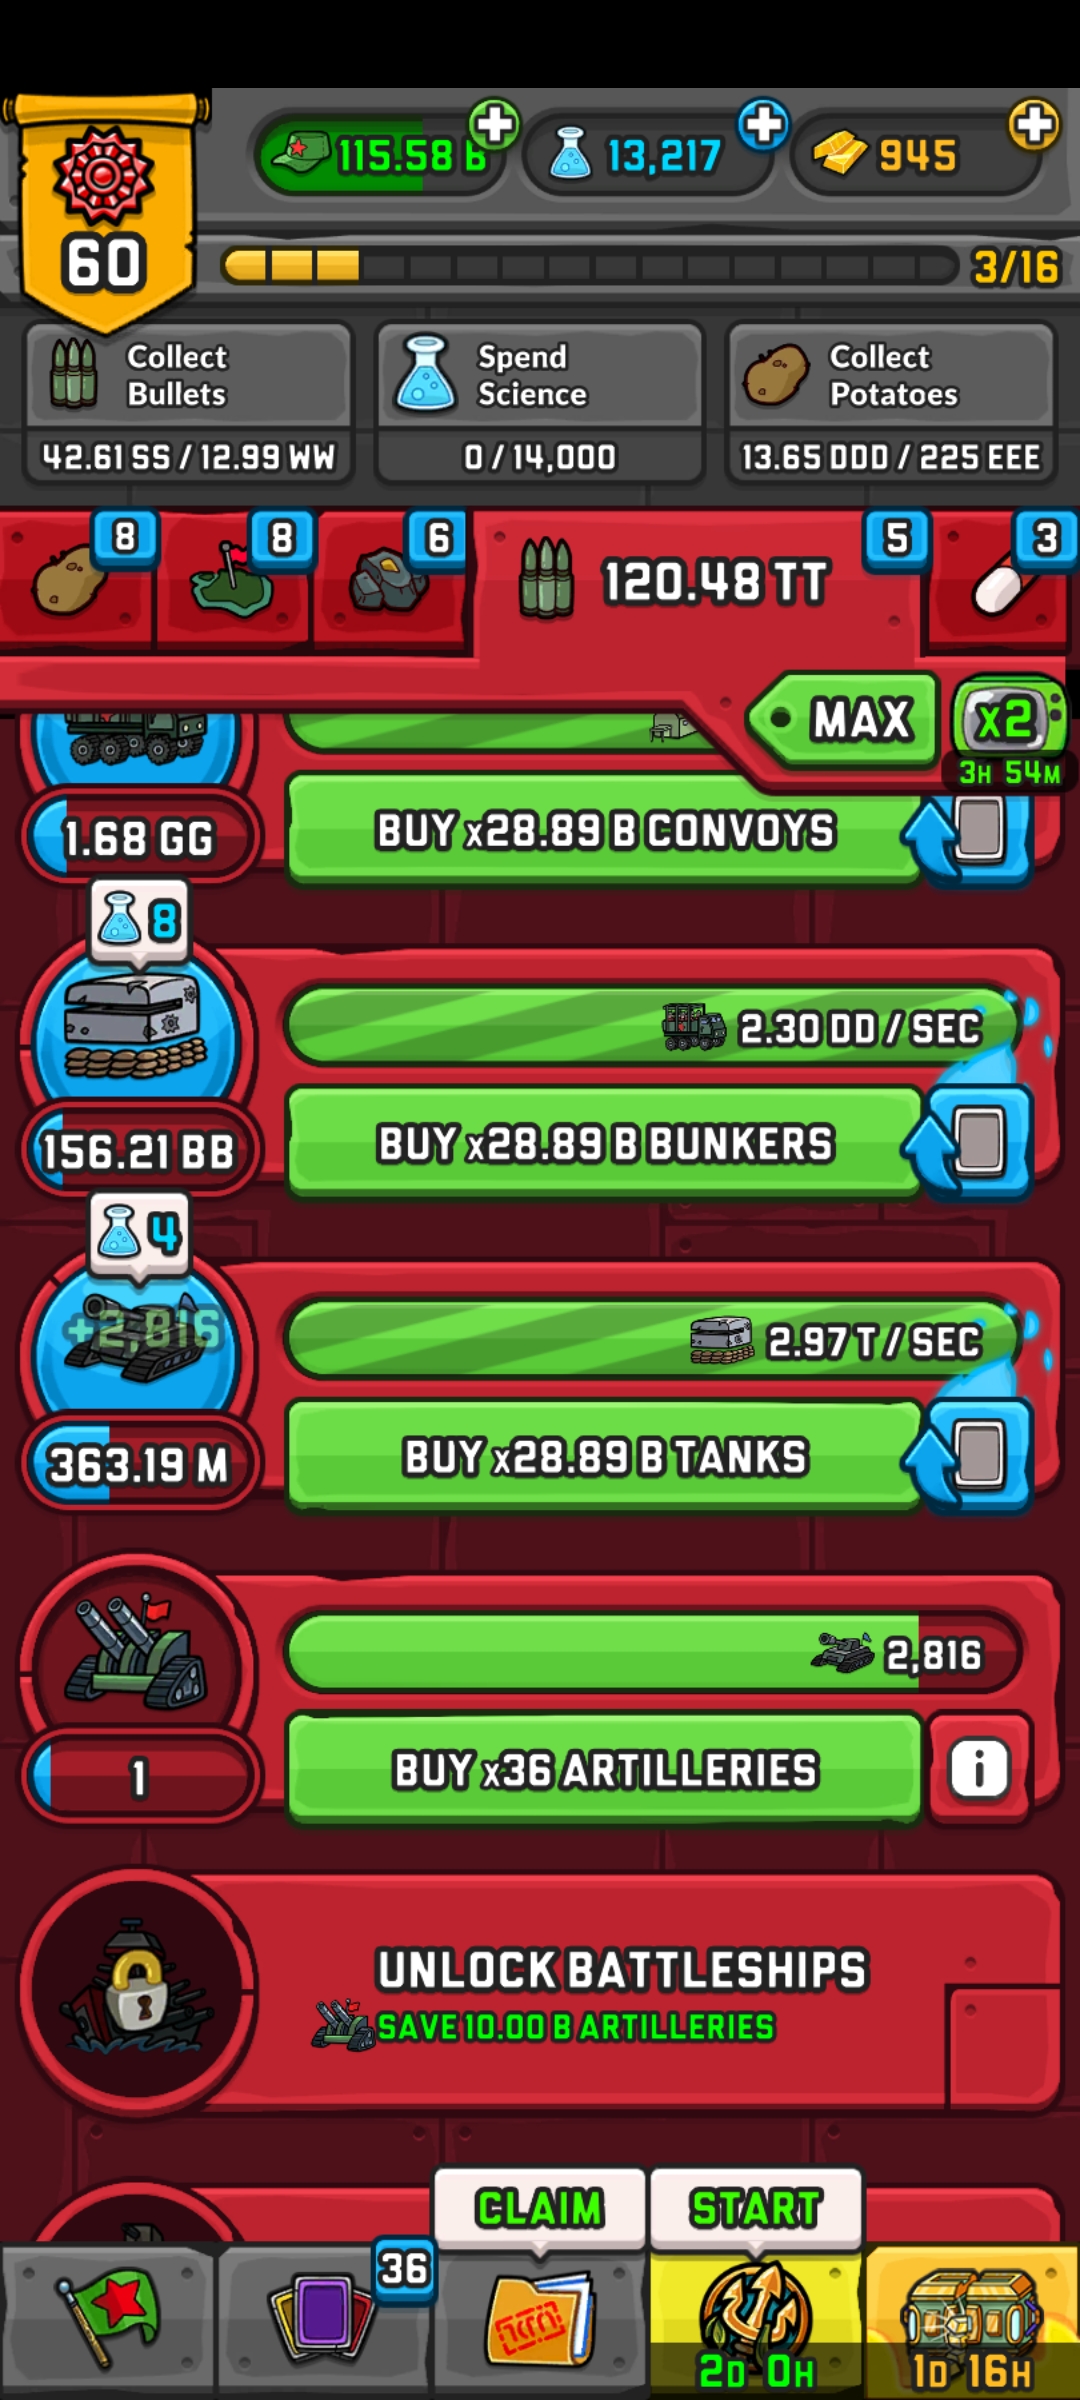 60
115.58 B
13,217
945
3/16
Collect
Bullets
42.61 SS / 12.99 WW
Spend
Science
0 / 14,000
Collect
Potatoes
13.65 DDD / 225 EEE
8
8
6
120.48 TT
5
3
MAX
x2
3H 54M
1.68 GG
BUY x28.89 B CONVOYS
8
2.30 DD / SEC
156.21 BB
BUY x28.89 B BUNKERS
4
+2,816
2.97 T / SEC
363.19 M
BUY x28.89 B TANKS
2,816
1
BUY x36 ARTILLERIES
i
UNLOCK BATTLESHIPS
SAVE 10.00 B ARTILLERIES
CLAIM
START
36
2D 0H
1D 16H